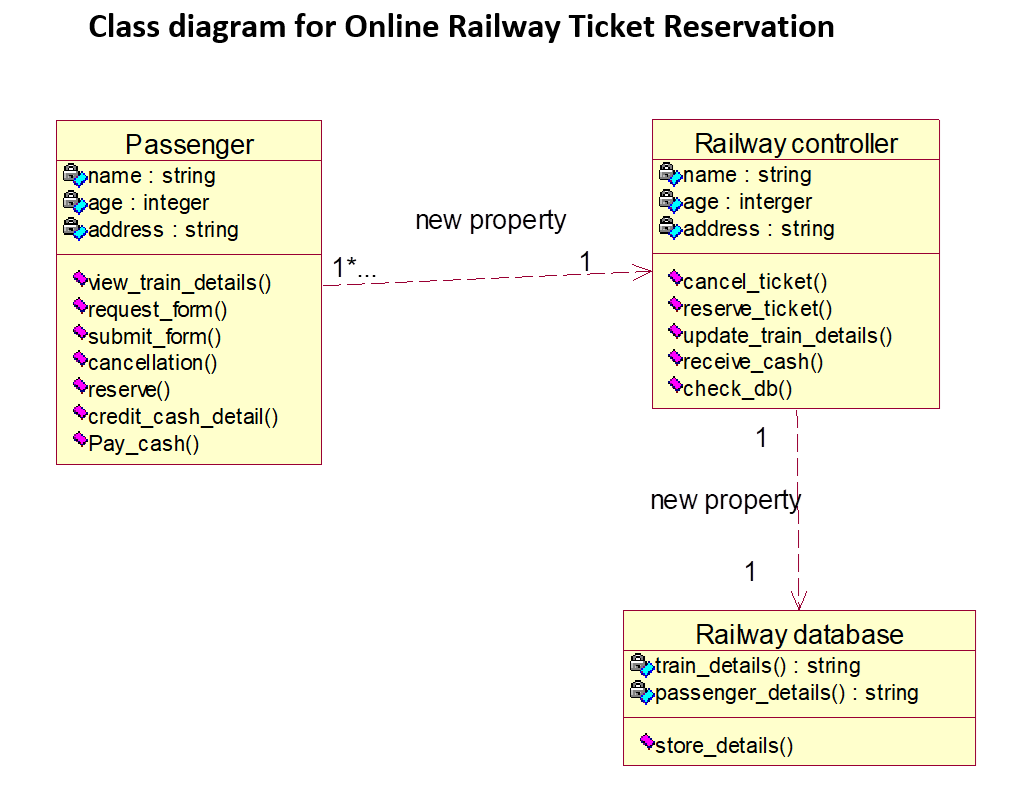 Class diagram for Online Railway Ticket Reservation
Passenger
name : string
age : integer
address : string
view_train_details()
request_form()
submit_form()
cancellation()
reserve()
credit_cash_detail()
Pay_cash()
new property
1*...
1
Railway controller
name : string
age : interger
address : string
cancel_ticket()
reserve_ticket()
update_train_details()
receive_cash()
check_db()
1
new property
1
Railway database
train_details() : string
passenger_details() : string
store_details()